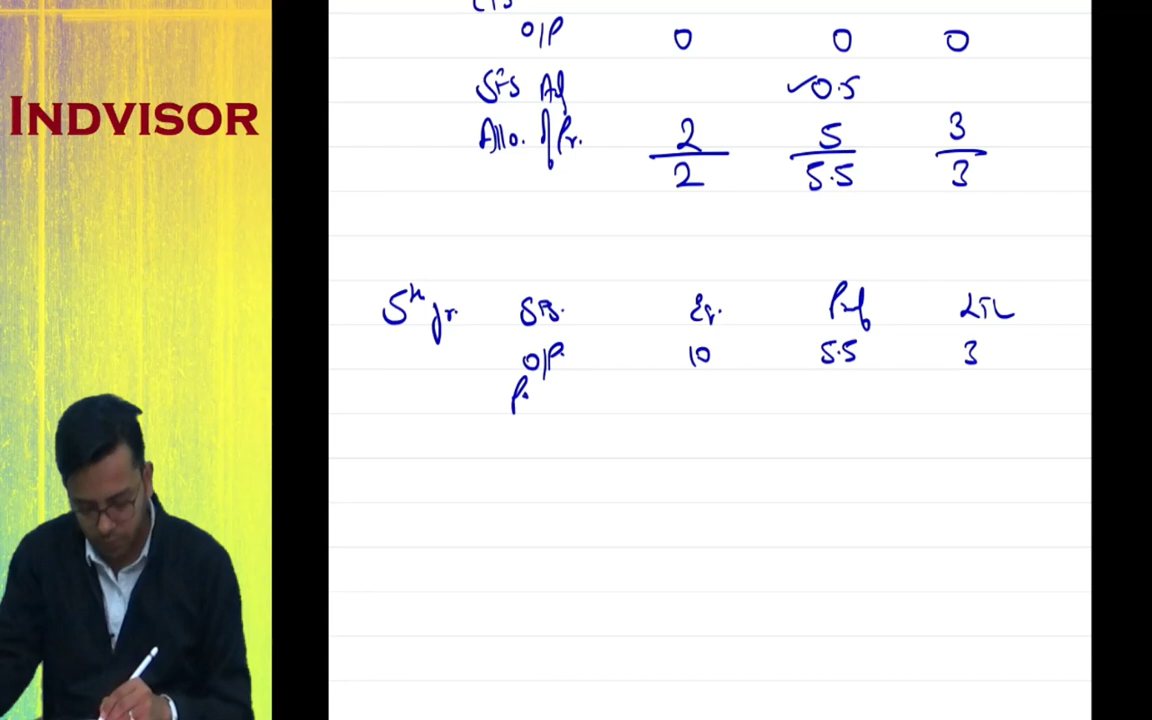 INDVISOR
O/P 0 0 0
SFS Adj ✓0.5
Allo. of Pr. 2 5 3
2 5.5 3
5th yr. SFS. Eq. Pref LTL
O/P. 10 5.5 3
P.